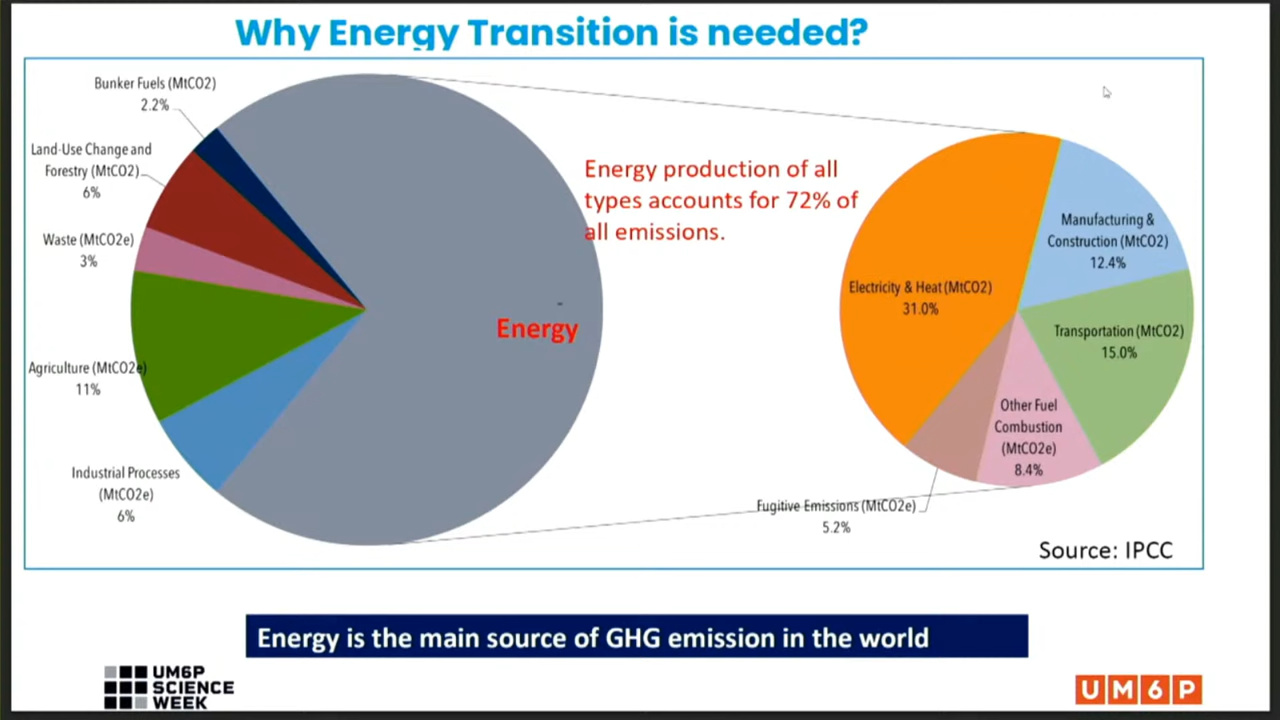 Why Energy Transition is needed?
Bunker Fuels (MtCO2)
2.2%
Land-Use Change and
Forestry (MtCO2)
6%
Waste (MtCO2e)
3%
Agriculture (MtCO2e)
11%
Industrial Processes
(MtCO2e)
6%
Energy
Energy production of all
types accounts for 72% of
all emissions.
Electricity & Heat (MtCO2)
31.0%
Manufacturing &
Construction (MtCO2)
12.4%
Transportation (MtCO2)
15.0%
Other Fuel
Combustion
(MtCO2e)
8.4%
Fugitive Emissions (MtCO2e)
5.2%
Source: IPCC
Energy is the main source of GHG emission in the world
UM6P
SCIENCE
WEEK
UM6P